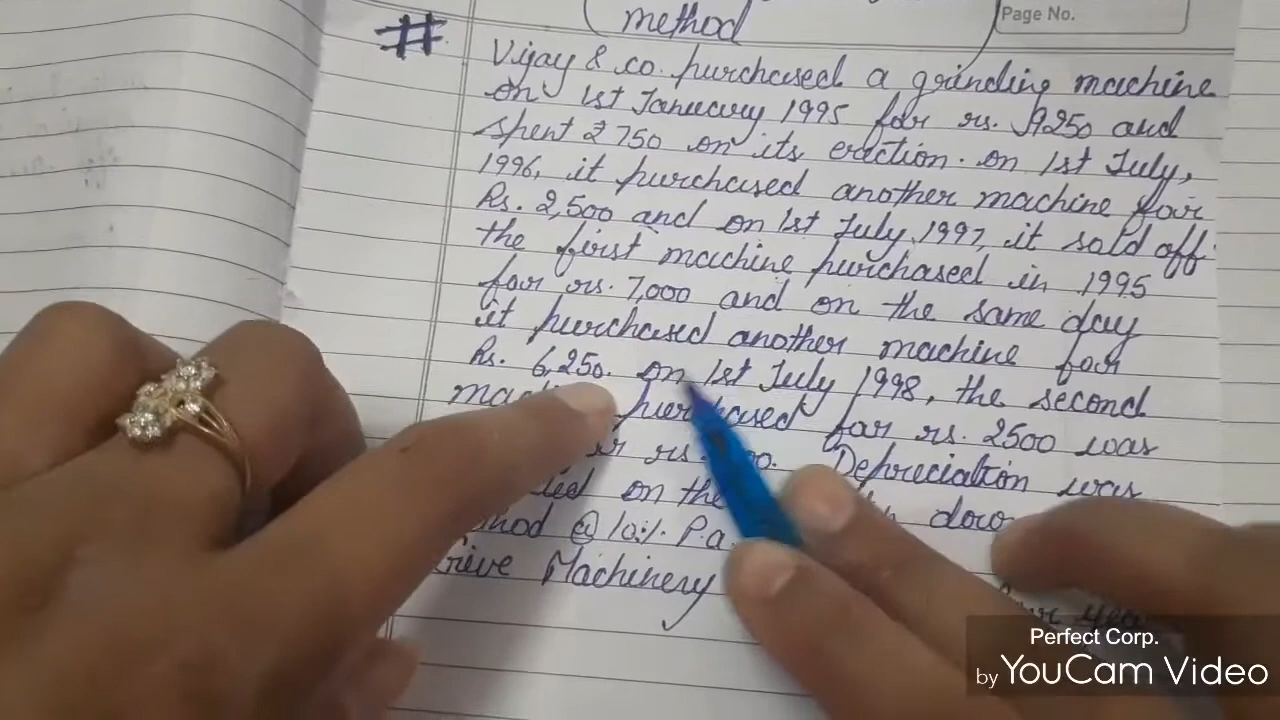 method
Page No.
# Vijay & co. purchased a grinding machine
on 1st January 1995 for rs. 9250 and
spent ₹ 750 on its erection. on 1st July,
1996, it purchased another machine for
Rs. 2,500 and on 1st July, 1997, it sold off
the first machine purchased in 1995
for rs. 7,000 and on the same day
it purchased another machine for
Rs. 6,250. on 1st July 1998, the second
purchased for rs. 2500 was
rs. Depreciation was
on the
@ 10% P.a.
Machinery
Perfect Corp.
by YouCam Video